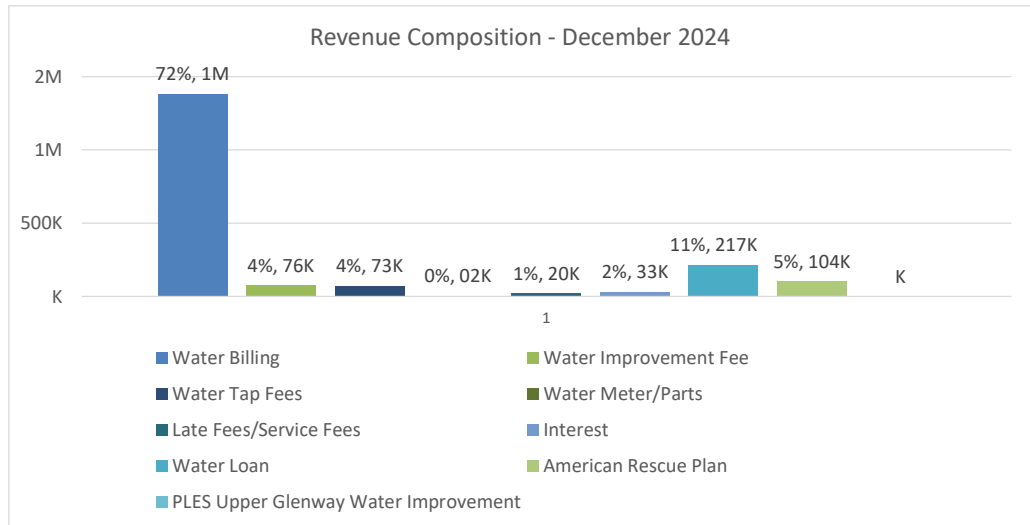 Revenue Composition - December 2024
72%, 1M
4%, 76K
4%, 73K
0%, 02K
1%, 20K
2%, 33K
11%, 217K
5%, 104K
K
2M
1M
500K
K
1
Water Billing
Water Improvement Fee
Water Tap Fees
Water Meter/Parts
Late Fees/Service Fees
Interest
Water Loan
American Rescue Plan
PLES Upper Glenway Water Improvement